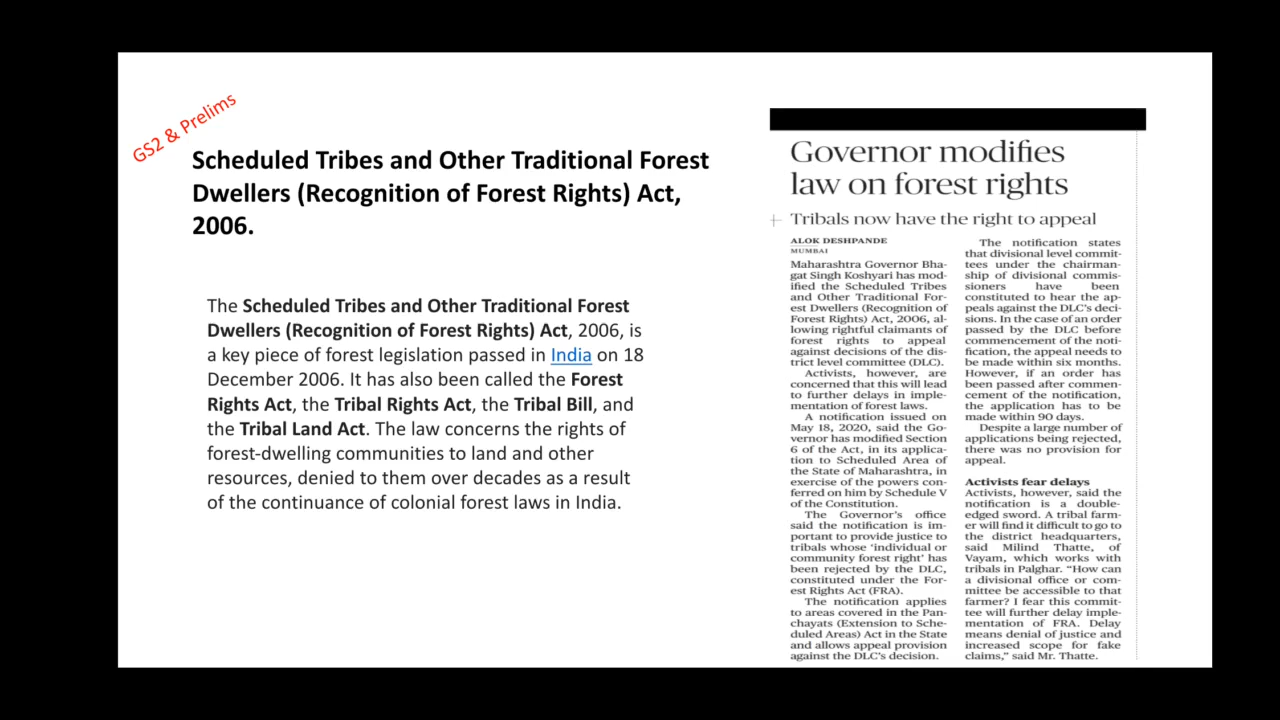 GS2 & Prelims
Scheduled Tribes and Other Traditional Forest
Dwellers (Recognition of Forest Rights) Act,
2006.
The Scheduled Tribes and Other Traditional Forest
Dwellers (Recognition of Forest Rights) Act, 2006, is
a key piece of forest legislation passed in India on 18
December 2006. It has also been called the Forest
Rights Act, the Tribal Rights Act, the Tribal Bill, and
the Tribal Land Act. The law concerns the rights of
forest-dwelling communities to land and other
resources, denied to them over decades as a result
of the continuance of colonial forest laws in India.
Governor modifies
law on forest rights
Tribals now have the right to appeal
ALOK DESHPANDE
MUMBAI
Maharashtra Governor Bha-
gat Singh Koshyari has mod-
ified the Scheduled Tribes
and Other Traditional For-
est Dwellers (Recognition of
Forest Rights) Act, 2006, al-
lowing rightful claimants of
forest rights to appeal
against decisions of the dis-
trict level committee (DLC).
Activists, however, are
concerned that this will lead
to further delays in imple-
mentation of forest laws.
A notification issued on
May 18, 2020, said the Go-
vernor has modified Section
6 of the Act, in its applica-
tion to Scheduled Area of
the State of Maharashtra, in
exercise of the powers con-
ferred on him by Schedule V
of the Constitution.
The Governor's office
said the notification is im-
portant to provide justice to
tribals whose 'individual or
community forest right' has
been rejected by the DLC,
constituted under the For-
est Rights Act (FRA).
The notification applies
to areas covered in the Pan-
chayats (Extension to Sche-
duled Areas) Act in the State
and allows appeal provision
against the DLC's decision.
The notification states
that divisional level commit-
tees under the chairman-
ship of divisional commis-
sioners have been
constituted to hear the ap-
peals against the DLC's deci-
sions. In the case of an order
passed by the DLC before
commencement of the noti-
fication, the appeal needs to
be made within six months.
However, if an order has
been passed after commen-
cement of the notification,
the application has to be
made within 90 days.
Despite a large number of
applications being rejected,
there was no provision for
appeal.
Activists fear delays
Activists, however, said the
notification is a double-
edged sword. A tribal farm-
er will find it difficult to go to
the district headquarters,
said Milind Thatte, of
Vayam, which works with
tribals in Palghar. "How can
a divisional office or com-
mittee be accessible to that
farmer? I fear this commit-
tee will further delay imple-
mentation of FRA. Delay
means denial of justice and
increased scope for fake
claims," said Mr. Thatte.